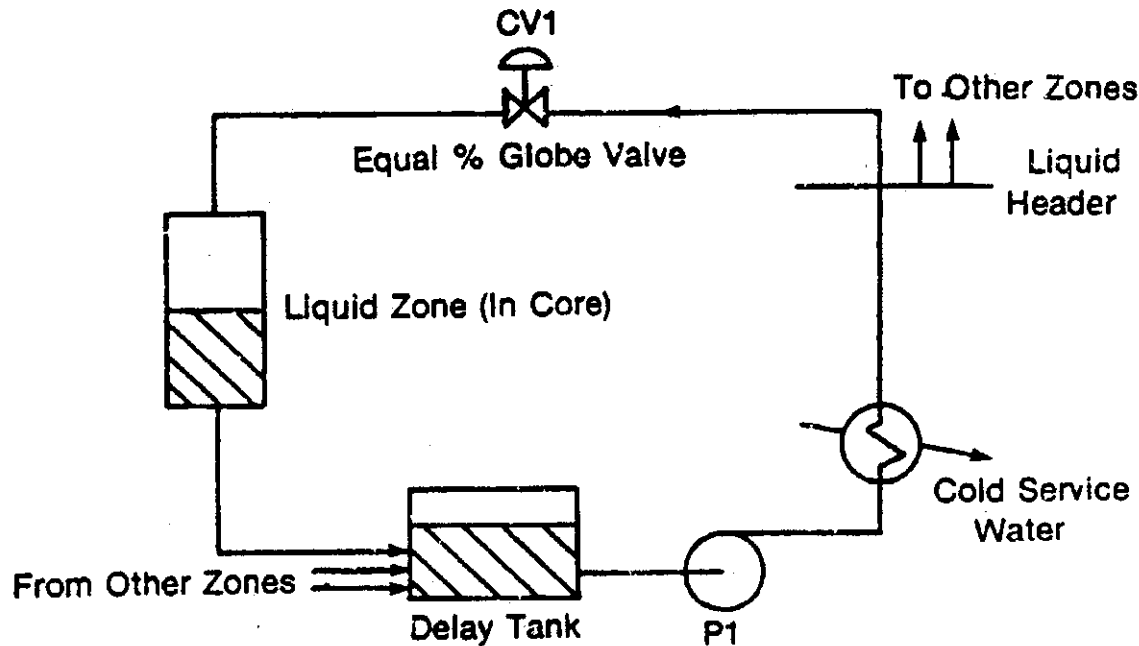 CV1
To Other Zones
Equal % Globe Valve
Liquid
Header
Liquid Zone (In Core)
Cold Service
Water
From Other Zones
Delay Tank
P1